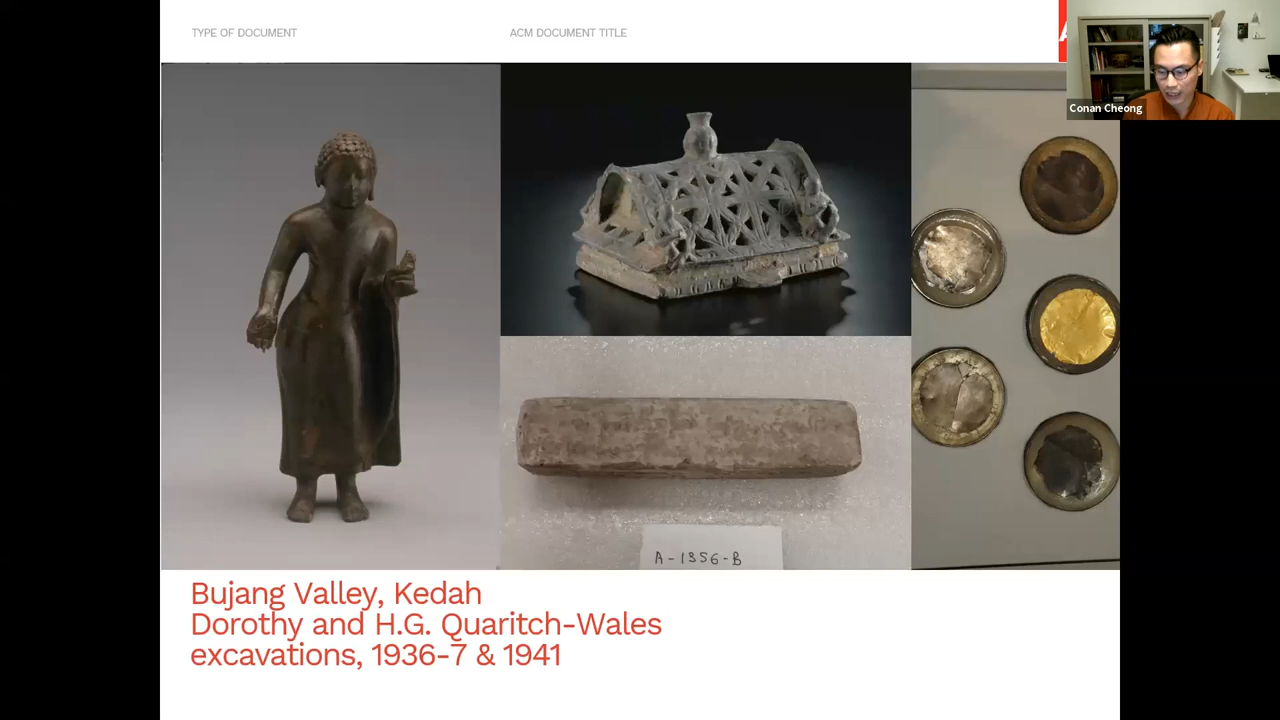 TYPE OF DOCUMENT
ACM DOCUMENT TITLE
Conan Cheong
A-1356-B
Bujang Valley, Kedah
Dorothy and H.G. Quaritch-Wales
excavations, 1936-7 & 1941